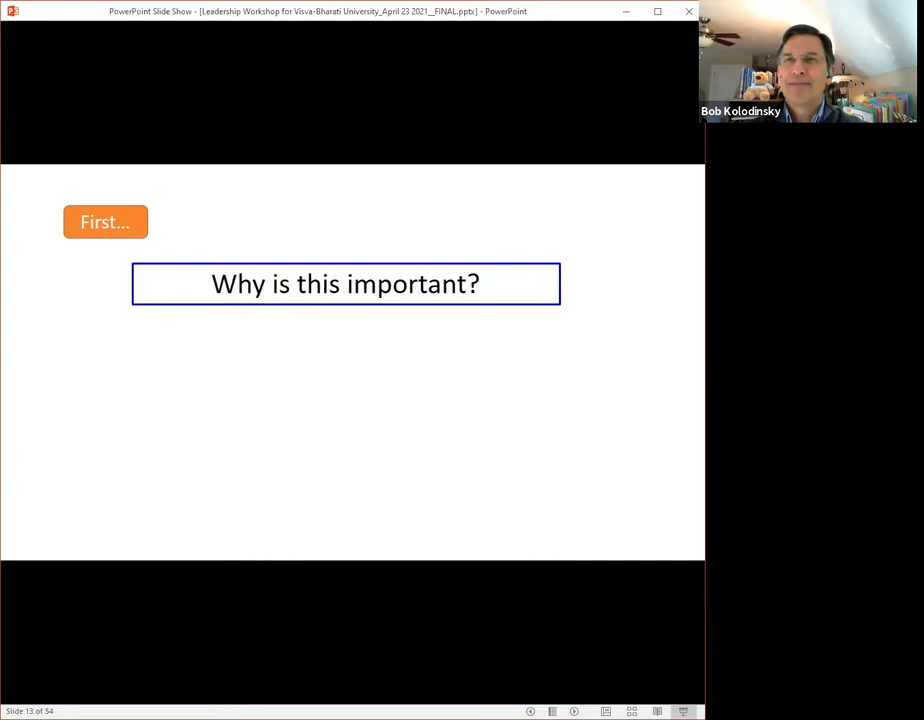 PowerPoint Slide Show - [Leadership Workshop for Visva-Bharati University_April 23 2021__FINAL.pptx] - PowerPoint
Bob Kolodinsky
First...
Why is this important?
Slide 13 of 54